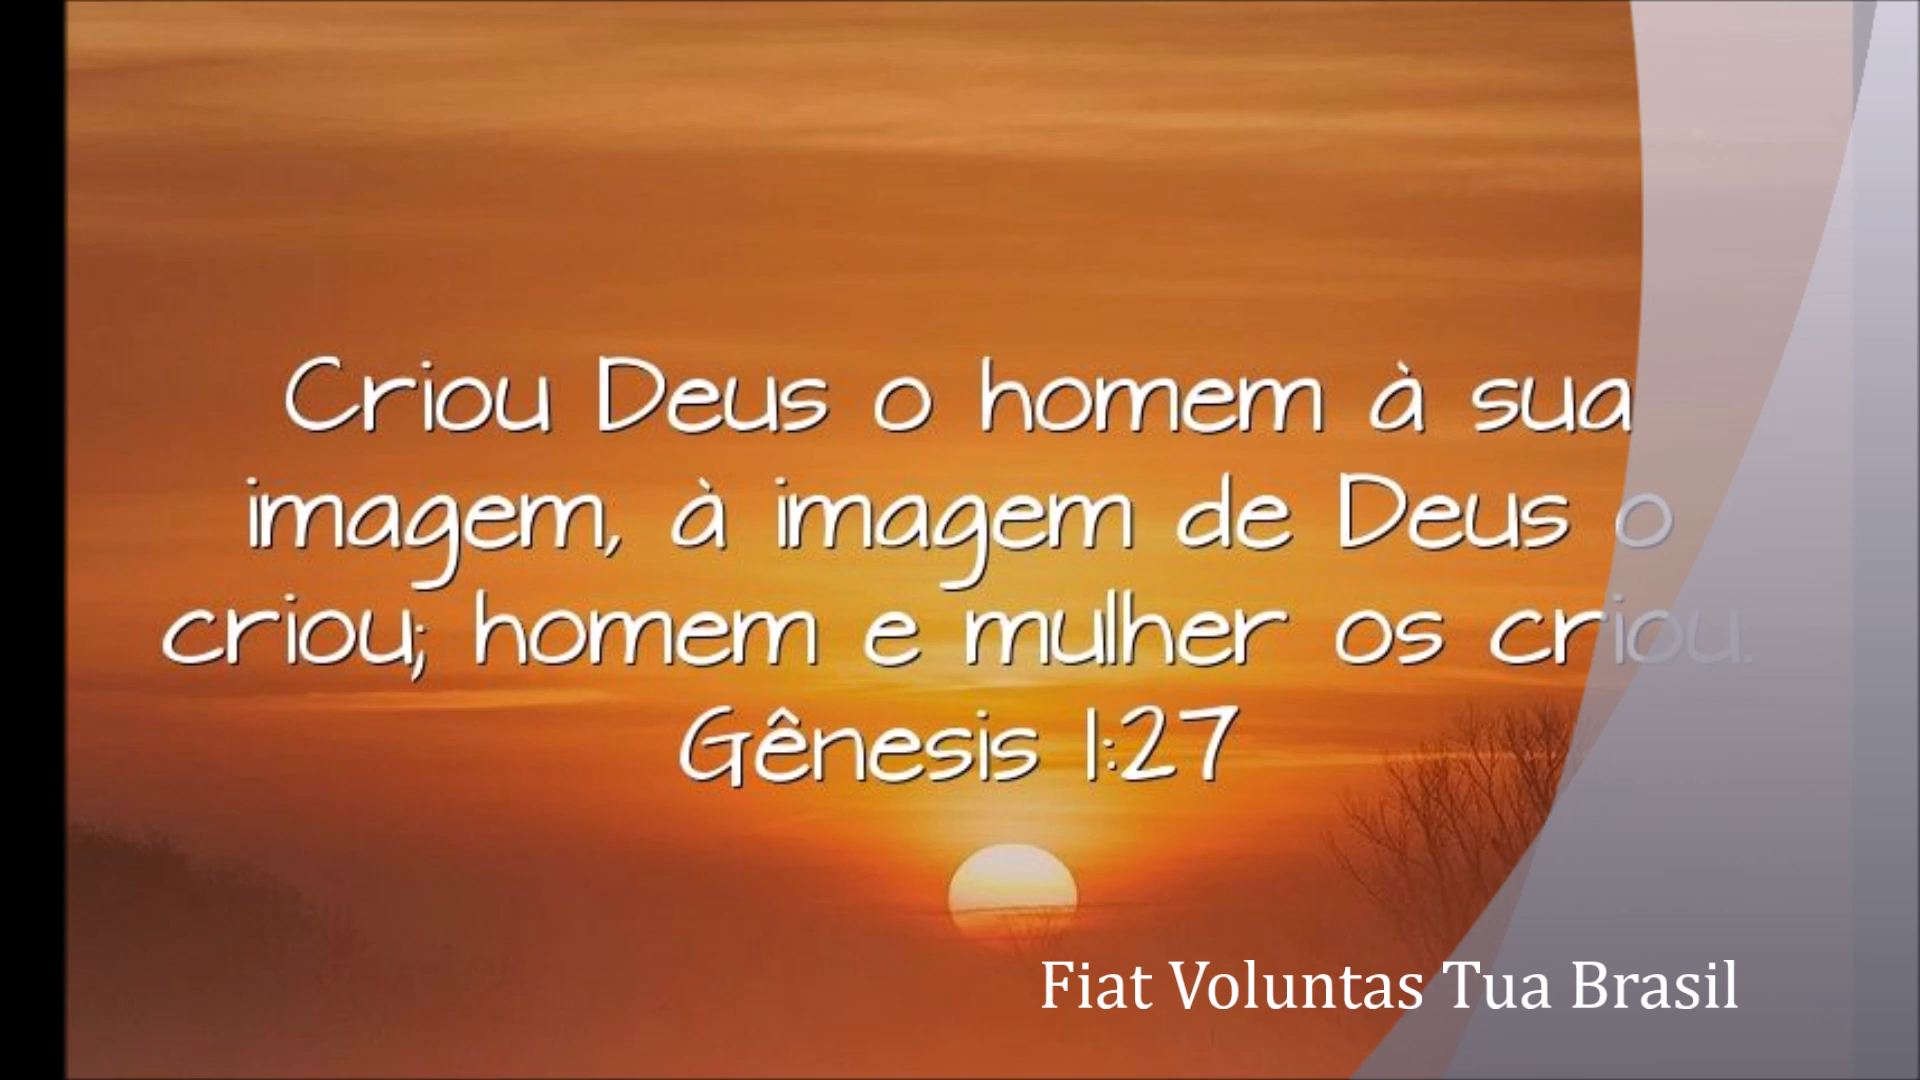 Criou Deus o homem à sua
imagem, à imagem de Deus o
criou; homem e mulher os criou.
Gênesis 1:27
Fiat Voluntas Tua Brasil